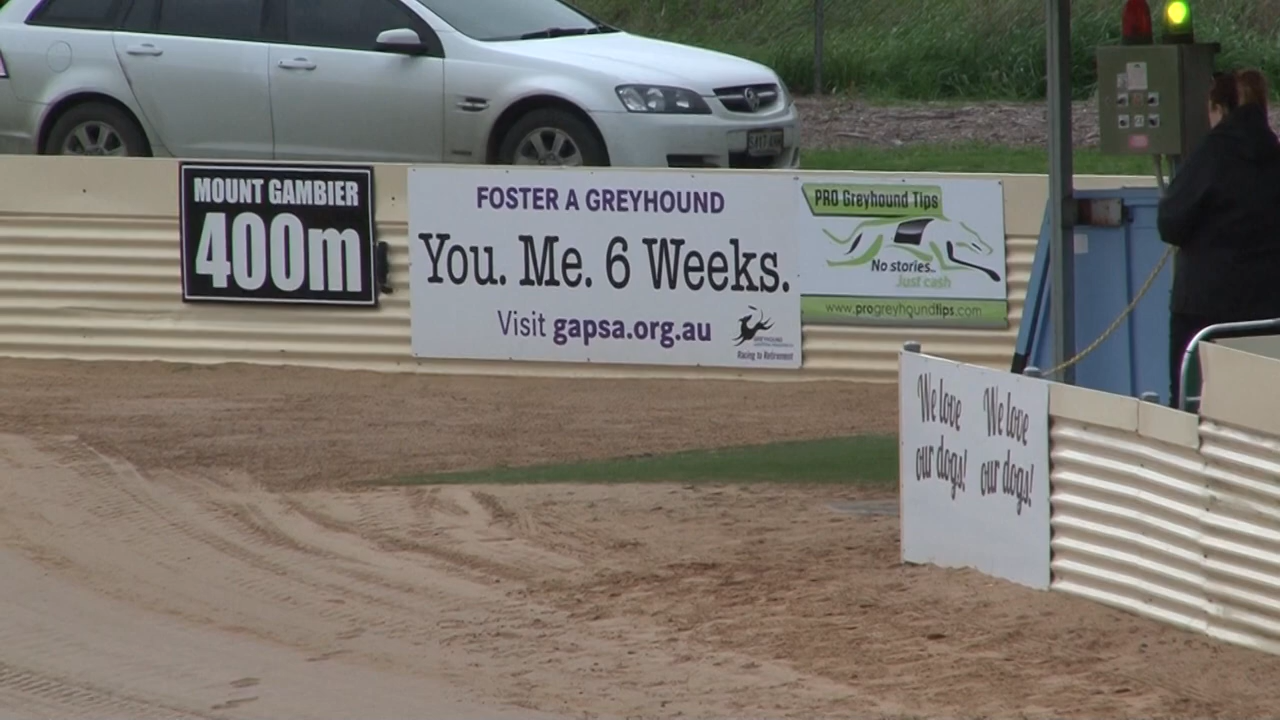 MOUNT GAMBIER
400m
FOSTER A GREYHOUND
You. Me. 6 Weeks.
Visit gapsa.org.au
Racing to Retirement
PRO Greyhound Tips
No stories..
Just cash
www.progreyhoundtips.com
We love
our dogs!
We love
our dogs!